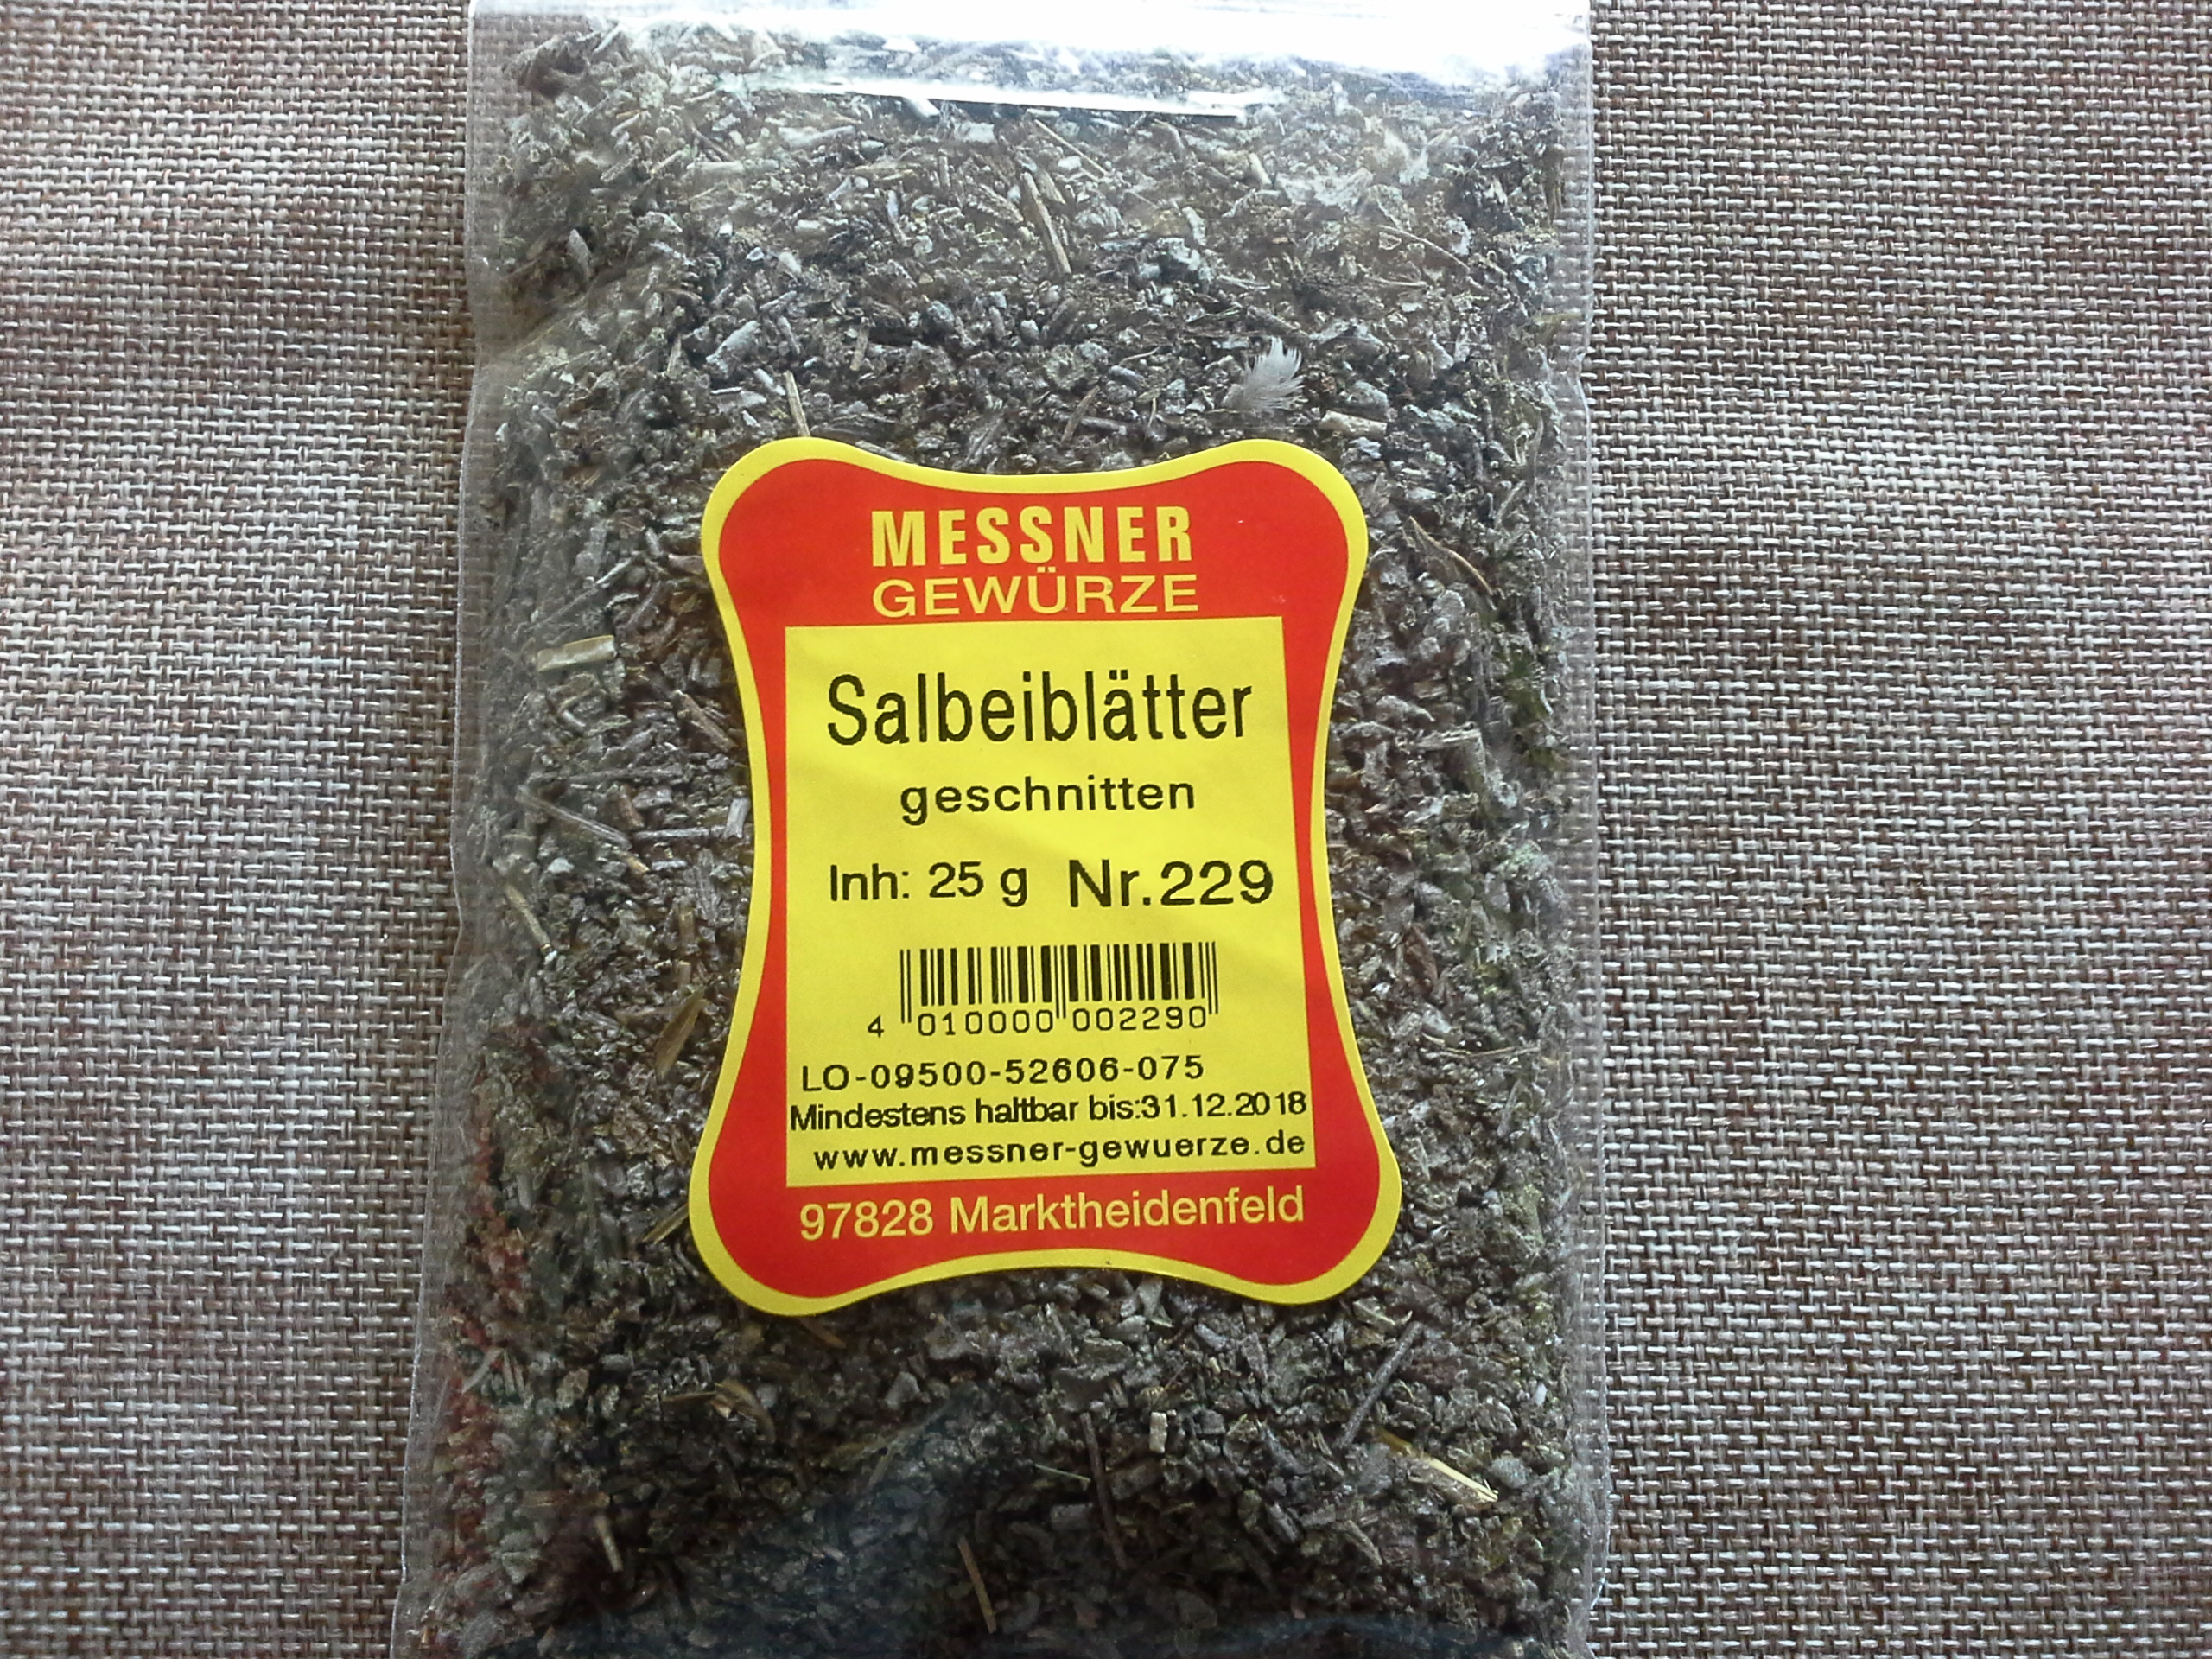 MESSNER
GEWÜRZE
Salbeiblätter
geschnitten
Inh: 25 g Nr.229
4 010000 002290
LO-09500-52606-075
Mindestens haltbar bis:31.12.2018
www.messner-gewuerze.de
97828 Marktheidenfeld